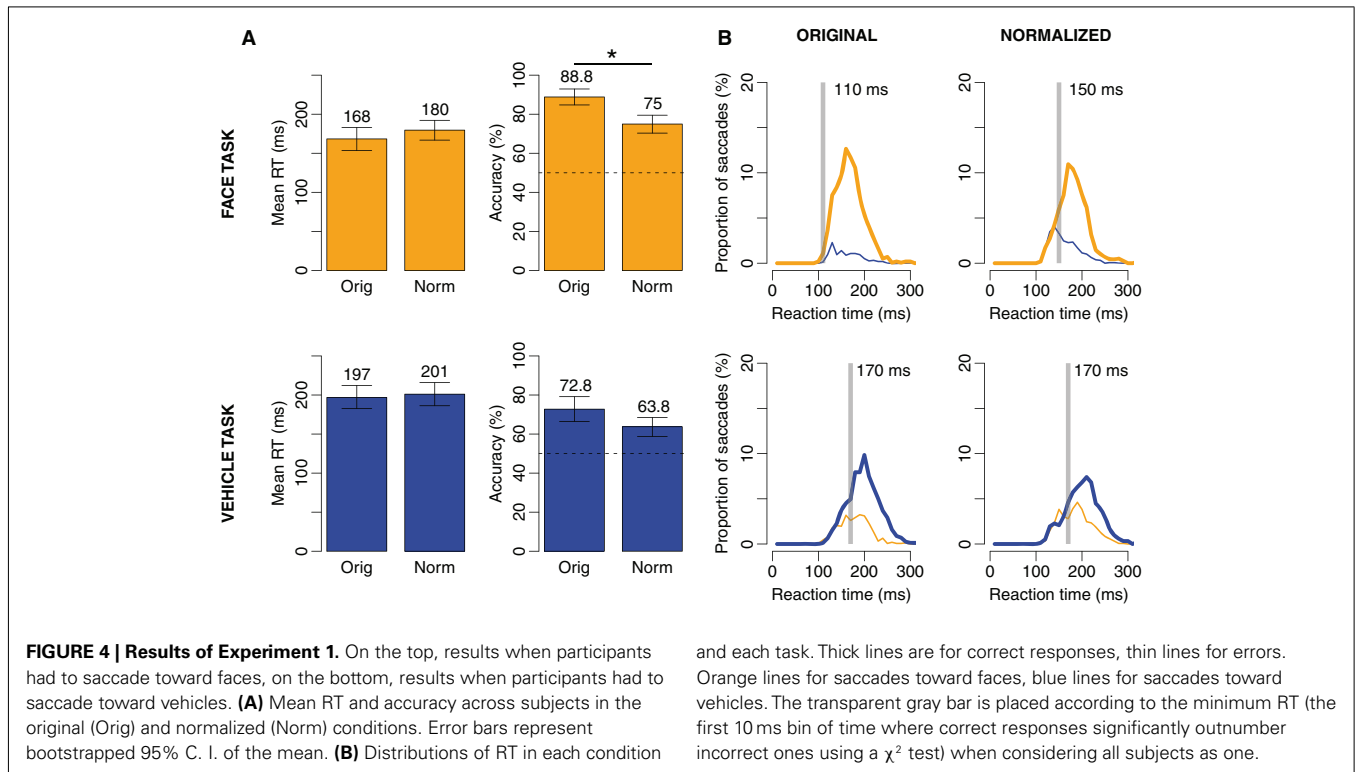 A
B
ORIGINAL
NORMALIZED
FACE TASK
Mean RT (ms)
0
100
200
168
180
Orig
Norm
Accuracy (%)
0
20
40
60
80
100
88.8
*
75
Orig
Norm
Proportion of saccades (%)
0
10
20
110 ms
0
100
200
300
Reaction time (ms)
0
10
20
150 ms
0
100
200
300
Reaction time (ms)
VEHICLE TASK
Mean RT (ms)
0
100
200
197
201
Orig
Norm
Accuracy (%)
0
20
40
60
80
100
72.8
63.8
Orig
Norm
Proportion of saccades (%)
0
10
20
170 ms
0
100
200
300
Reaction time (ms)
0
10
20
170 ms
0
100
200
300
Reaction time (ms)
FIGURE 4 | Results of Experiment 1. On the top, results when participants
had to saccade toward faces, on the bottom, results when participants had to
saccade toward vehicles. (A) Mean RT and accuracy across subjects in the
original (Orig) and normalized (Norm) conditions. Error bars represent
bootstrapped 95% C. I. of the mean. (B) Distributions of RT in each condition
and each task. Thick lines are for correct responses, thin lines for errors.
Orange lines for saccades toward faces, blue lines for saccades toward
vehicles. The transparent gray bar is placed according to the minimum RT (the
first 10 ms bin of time where correct responses significantly outnumber
incorrect ones using a χ² test) when considering all subjects as one.